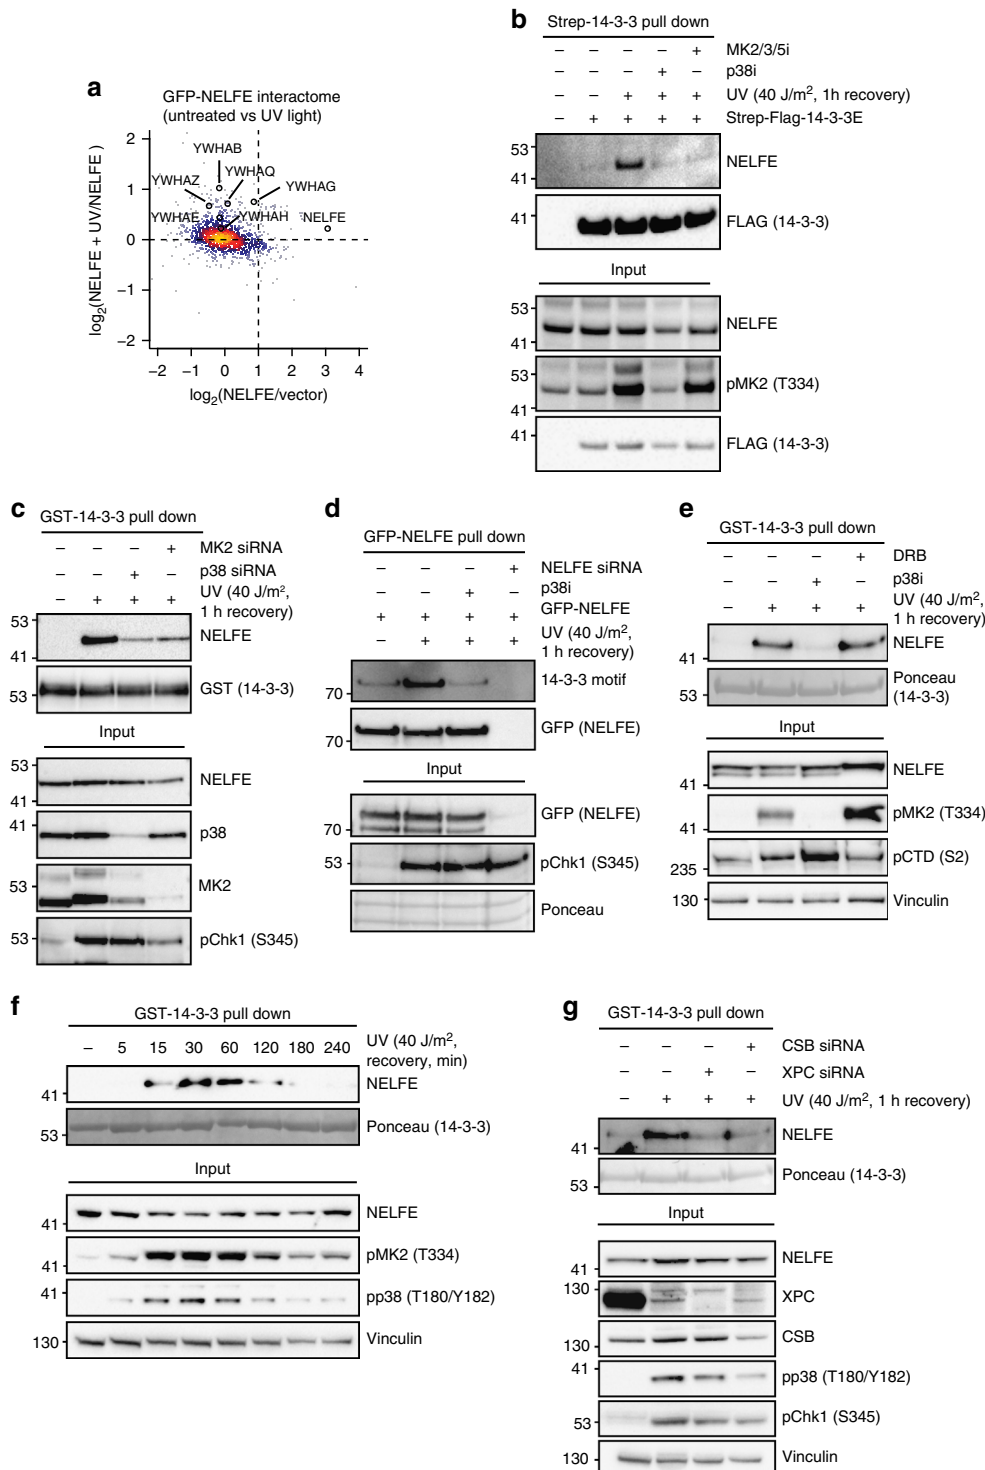 a
GFP-NELFE interactome
(untreated vs UV light)
log2(NELFE + UV/NELFE )
2
1
0
−1
−2
YWHAB
YWHAZ
YWHAQ
YWHAG
YWHAE
YWHAH
NELFE
−2 −1 0 1 2 3 4
log2(NELFE/vector)
b
Strep-14-3-3 pull down
– – – – + MK2/3/5i
– – – + – p38i
– – + + + UV (40 J/m2, 1h recovery)
– + + + + Strep-Flag-14-3-3E
53
41
NELFE
41
FLAG (14-3-3)
Input
53
41
NELFE
53
41
pMK2 (T334)
41
FLAG (14-3-3)
c
GST-14-3-3 pull down
– – – + MK2 siRNA
– – + – p38 siRNA
– + + + UV (40 J/m2,
1 h recovery)
53
41
NELFE
53
GST (14-3-3)
Input
53
41
NELFE
41
p38
53
MK2
53
pChk1 (S345)
d
GFP-NELFE pull down
– – – + NELFE siRNA
– – + – p38i
+ + + + GFP-NELFE
– + + + UV (40 J/m2,
1 h recovery)
70
14-3-3 motif
70
GFP (NELFE)
Input
70
GFP (NELFE)
53
pChk1 (S345)
Ponceau
e
GST-14-3-3 pull down
– – – + DRB
– – + – p38i
– + + + UV (40 J/m2,
1 h recovery)
41
NELFE
53
Ponceau
(14-3-3)
Input
41
NELFE
41
pMK2 (T334)
235
pCTD (S2)
130
Vinculin
f
GST-14-3-3 pull down
– 5 15 30 60 120 180 240 UV (40 J/m2,
recovery, min)
41
NELFE
53
Ponceau (14-3-3)
Input
41
NELFE
41
pMK2 (T334)
41
pp38 (T180/Y182)
130
Vinculin
g
GST-14-3-3 pull down
– – – + CSB siRNA
– – + – XPC siRNA
– + + + UV (40 J/m2, 1 h recovery)
41
NELFE
53
Ponceau (14-3-3)
Input
41
NELFE
130
XPC
130
CSB
41
pp38 (T180/Y182)
53
pChk1 (S345)
130
Vinculin